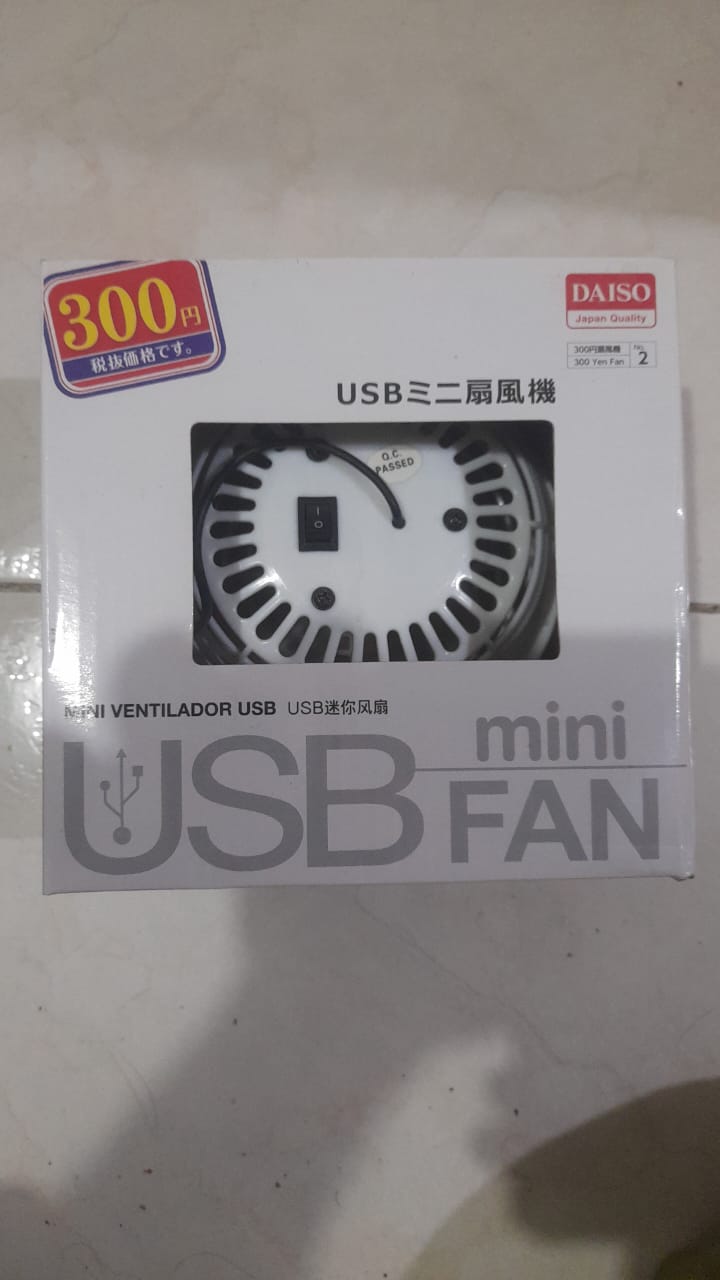 300円
税抜価格です。
DAISO
Japan Quality
300円扇風機
300 Yen Fan
No.
2
USBミニ扇風機
Q.C.
PASSED
I
O
MINI VENTILADOR USB USB迷你风扇
USB
mini
FAN